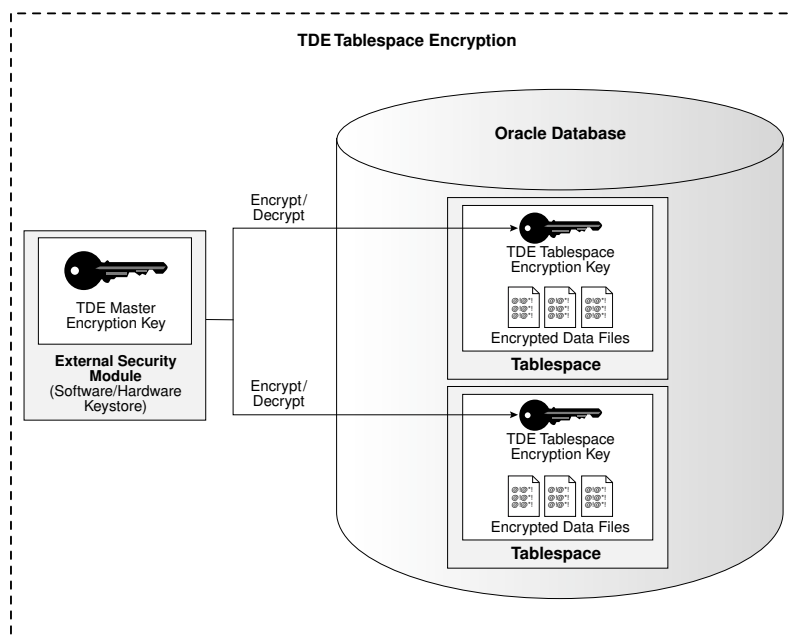 TDE Tablespace Encryption
Oracle Database
Encrypt/
Decrypt
TDE Tablespace
Encryption Key
@!@*!
@!@*!
@!@*!
@!@*!
@!@*!
@!@*!
@!@*!
@!@*!
@!@*!
Encrypted Data Files
Tablespace
TDE Master
Encryption Key
External Security
Module
(Software/Hardware
Keystore)
Encrypt/
Decrypt
TDE Tablespace
Encryption Key
@!@*!
@!@*!
@!@*!
@!@*!
@!@*!
@!@*!
@!@*!
@!@*!
@!@*!
Encrypted Data Files
Tablespace